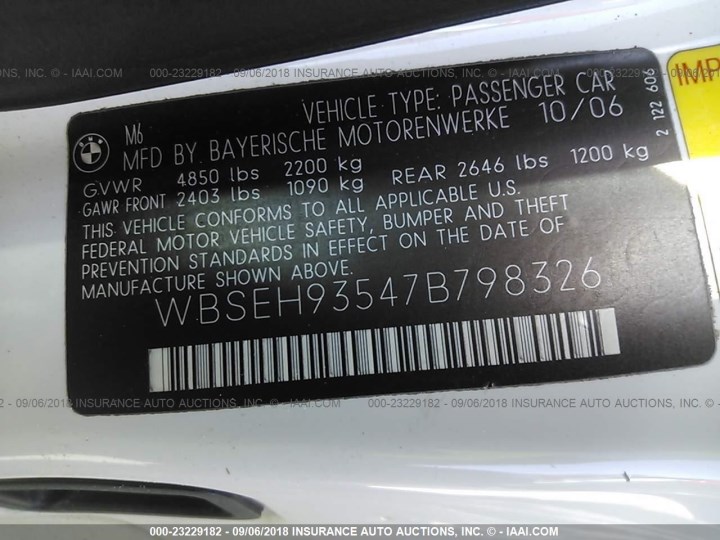 000-23229182 - 09/06/2018 INSURANCE AUTO AUCTIONS, INC. © - IAAI.COM
IMP
M6 VEHICLE TYPE: PASSENGER CAR
MFD BY. BAYERISCHE MOTORENWERKE 10/06
GVWR 4850 lbs 2200 kg
GAWR FRONT 2403 lbs 1090 kg REAR 2646 lbs 1200 kg
2 122 606
THIS VEHICLE CONFORMS TO ALL APPLICABLE U.S.
FEDERAL MOTOR VEHICLE SAFETY, BUMPER AND THEFT
PREVENTION STANDARDS IN EFFECT ON THE DATE OF
MANUFACTURING SHOWN ABOVE.
WBSEH93547B798326
000-23229182 - 09/06/2018 INSURANCE AUTO AUCTIONS, INC. © - IAAI.COM
000-23229182 - 09/06/2018 INSURANCE AUTO AUCTIONS, INC. © - IAAI.COM